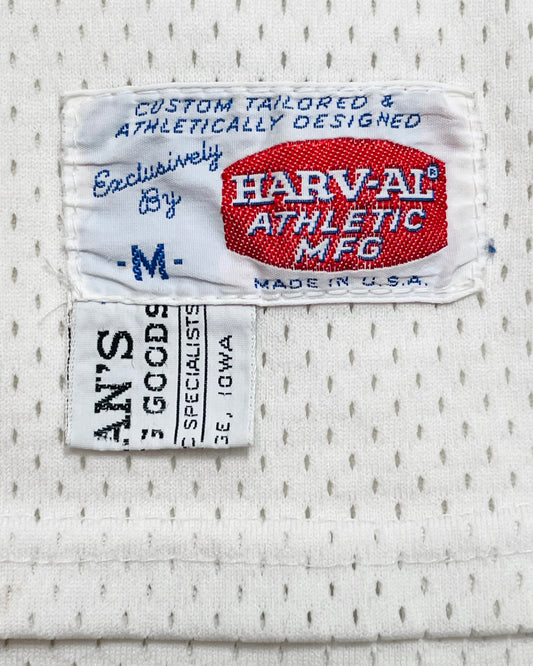 CUSTOM TAILORED &
ATHLETICALLY DESIGNED
Exclusively
By
HARV-AL®
ATHLETIC
MFG
-M-
MADE IN U.S.A.
AN'S
GOODS
SPECIALISTS
GE, IOWA